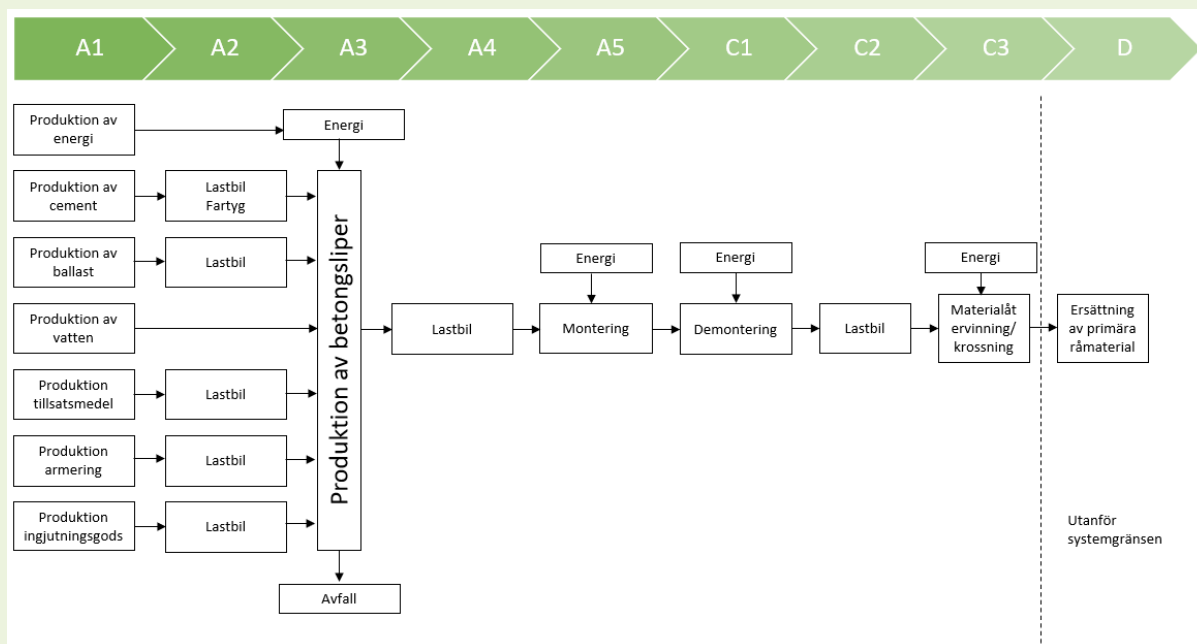 A1
A2
A3
A4
A5
C1
C2
C3
D
Produktion av
energi
Energi
Produktion av
cement
Lastbil
Fartyg
Produktion av
ballast
Lastbil
Produktion av
vatten
Produktion
tillsatsmedel
Lastbil
Produktion
armering
Lastbil
Produktion
ingjutningsgods
Lastbil
Produktion av betongsliper
Avfall
Lastbil
Energi
Montering
Energi
Demontering
Lastbil
Energi
Materialåt
ervinning/
krossning
Ersättning
av primära
råmaterial
Utanför
systemgränsen